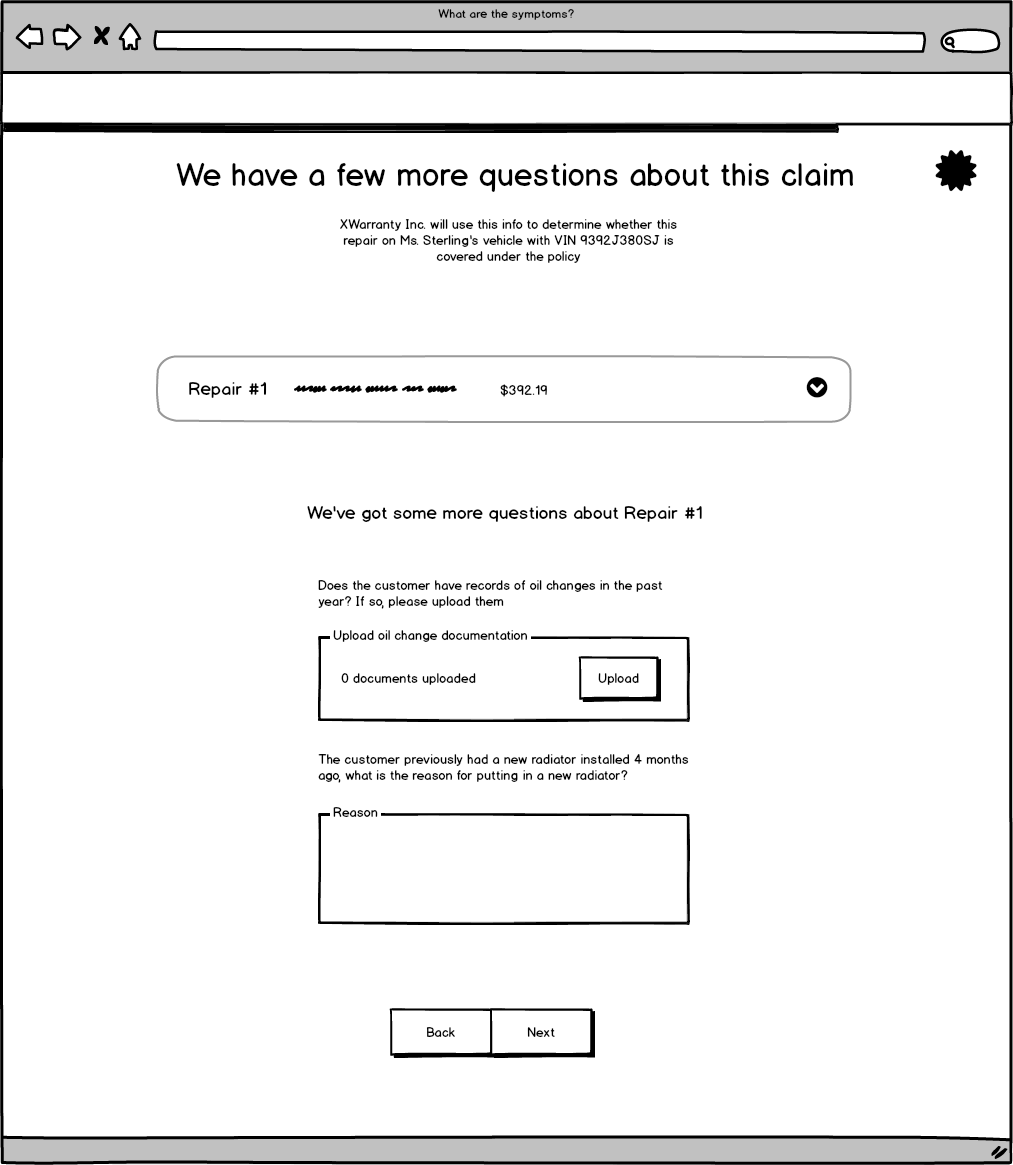 What are the symptoms?
We have a few more questions about this claim
XWarranty Inc. will use this info to determine whether this
repair on Ms. Sterling's vehicle with VIN 9392J380SJ is
covered under the policy
Repair #1
$392.19
We've got some more questions about Repair #1
Does the customer have records of oil changes in the past
year? If so, please upload them
Upload oil change documentation
0 documents uploaded
Upload
The customer previously had a new radiator installed 4 months
ago, what is the reason for putting in a new radiator?
Reason
Back
Next